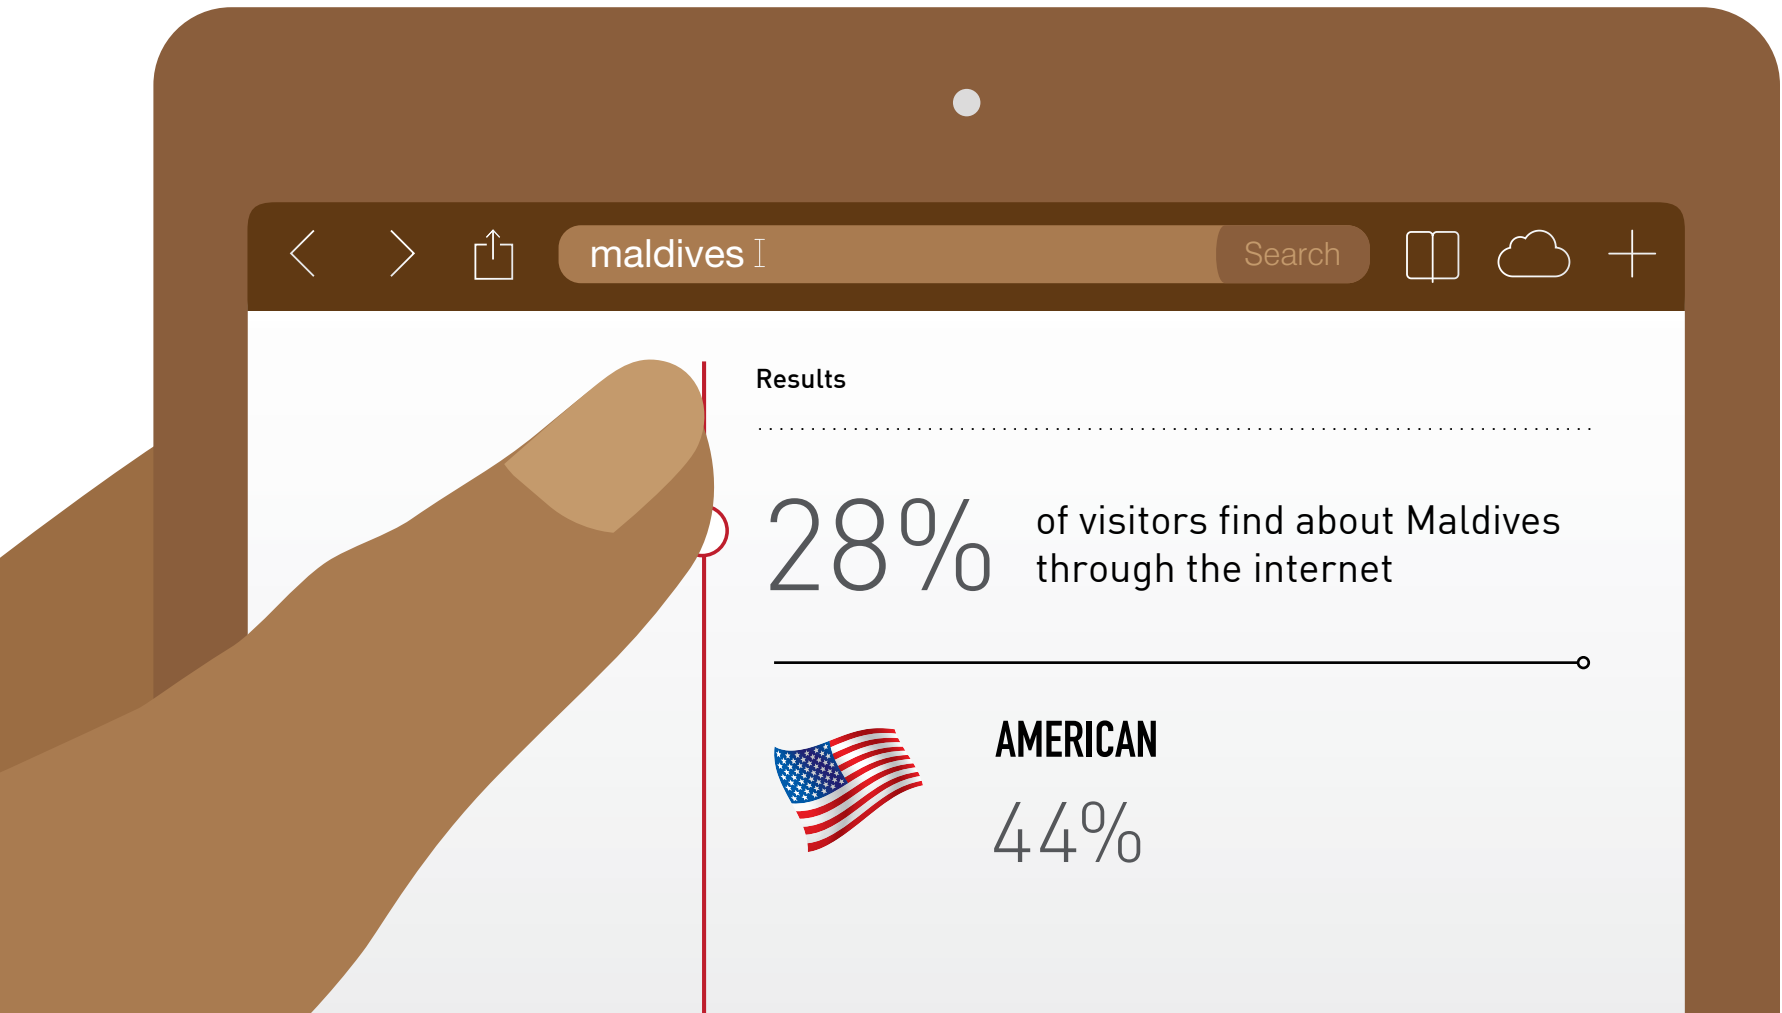 maldives
Search
Results
28%
of visitors find about Maldives
through the internet
AMERICAN
44%